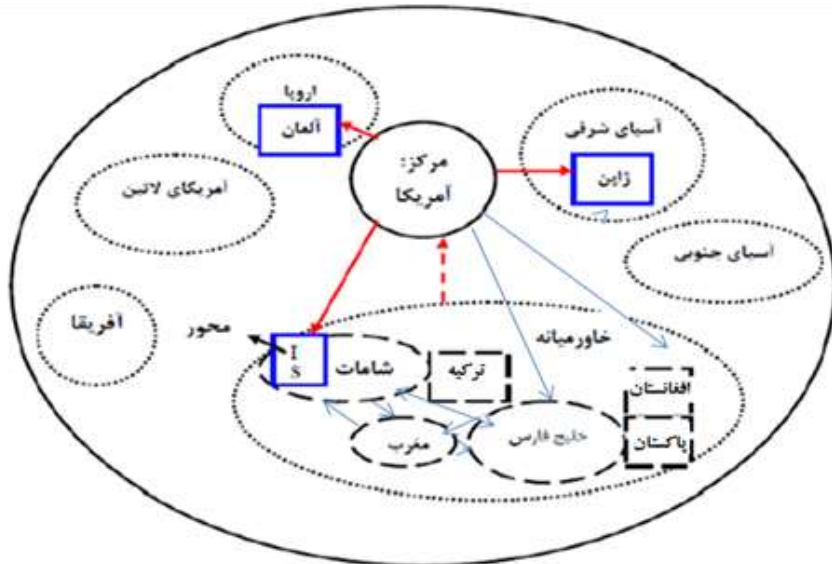 اروپا
آلمان
مرکز:
آمریکا
آسیای شرقی
ژاپن
آمریکای لاتین
آسیای جنوبی
آفریقا
محور
خاورمیانه
I
S
شامات
ترکیه
افغانستان
مغرب
خلیج فارس
پاکستان